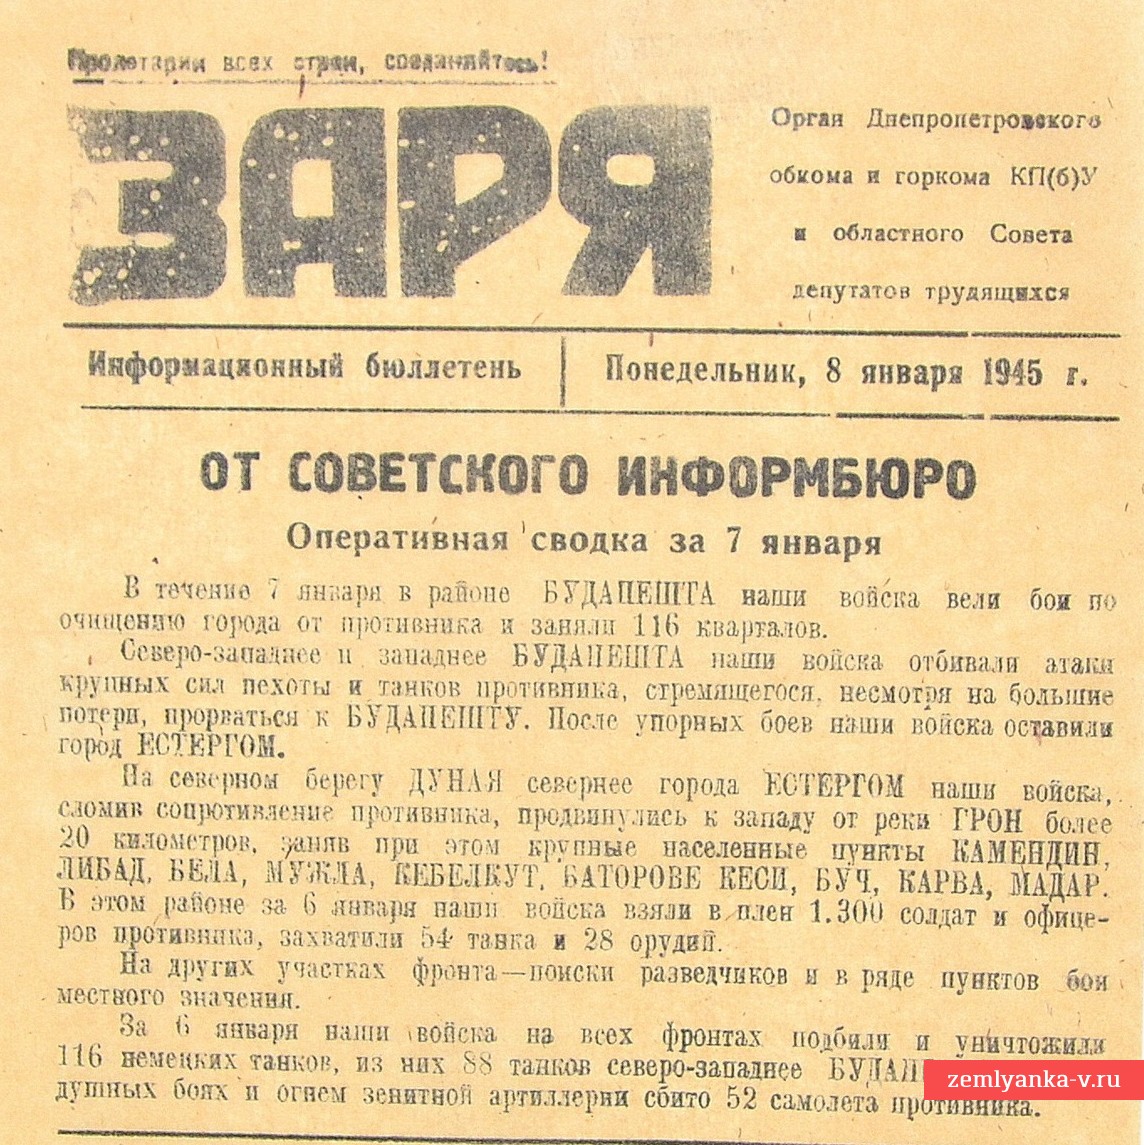 Пролетарии всех стран, соединяйтесь!
ЗАРЯ
Орган Днепропетровского
обкома и горкома КП(б)У
и областного Совета
депутатов трудящихся
Информационный бюллетень
Понедельник, 8 января 1945 г.
ОТ СОВЕТСКОГО ИНФОРМБЮРО
Оперативная сводка за 7 января
В течение 7 января в районе БУДАПЕШТА наши войска вели бои по
очищению города от противника и заняли 116 кварталов.
Северо-западнее и западнее БУДАПЕШТА наши войска отбивали атаки
крупных сил пехоты и танков противника, стремящегося, несмотря на большие
потери, прорваться к БУДАПЕШТУ. После упорных боев наши войска оставили
город ЕСТЕРГОМ.
На северном берегу ДУНАЯ севернее города ЕСТЕРГОМ наши войска,
сломив сопротивление противника, продвинулись к западу от реки ГРОН более
20 километров, заняв при этом крупные населенные пункты КАМЕНДИН,
ЛИБАД, БЕЛА, МУЖЛА, КЕБЕЛКУТ, БАТОРОВЕ КЕСИ, БУЧ, КАРВА, МАДАР.
В этом районе за 6 января наши войска взяли в плен 1.300 солдат и офице-
ров противника, захватили 54 танка и 28 орудий.
На других участках фронта—поиски разведчиков и в ряде пунктов бои
местного значения.
За 6 января наши войска на всех фронтах подбили и уничтожили
116 немецких танков, из них 88 танков северо-западнее
душных боях и огнем зенитной артиллерии сбито 52 самолета противника.
zemlyanka-v.ru